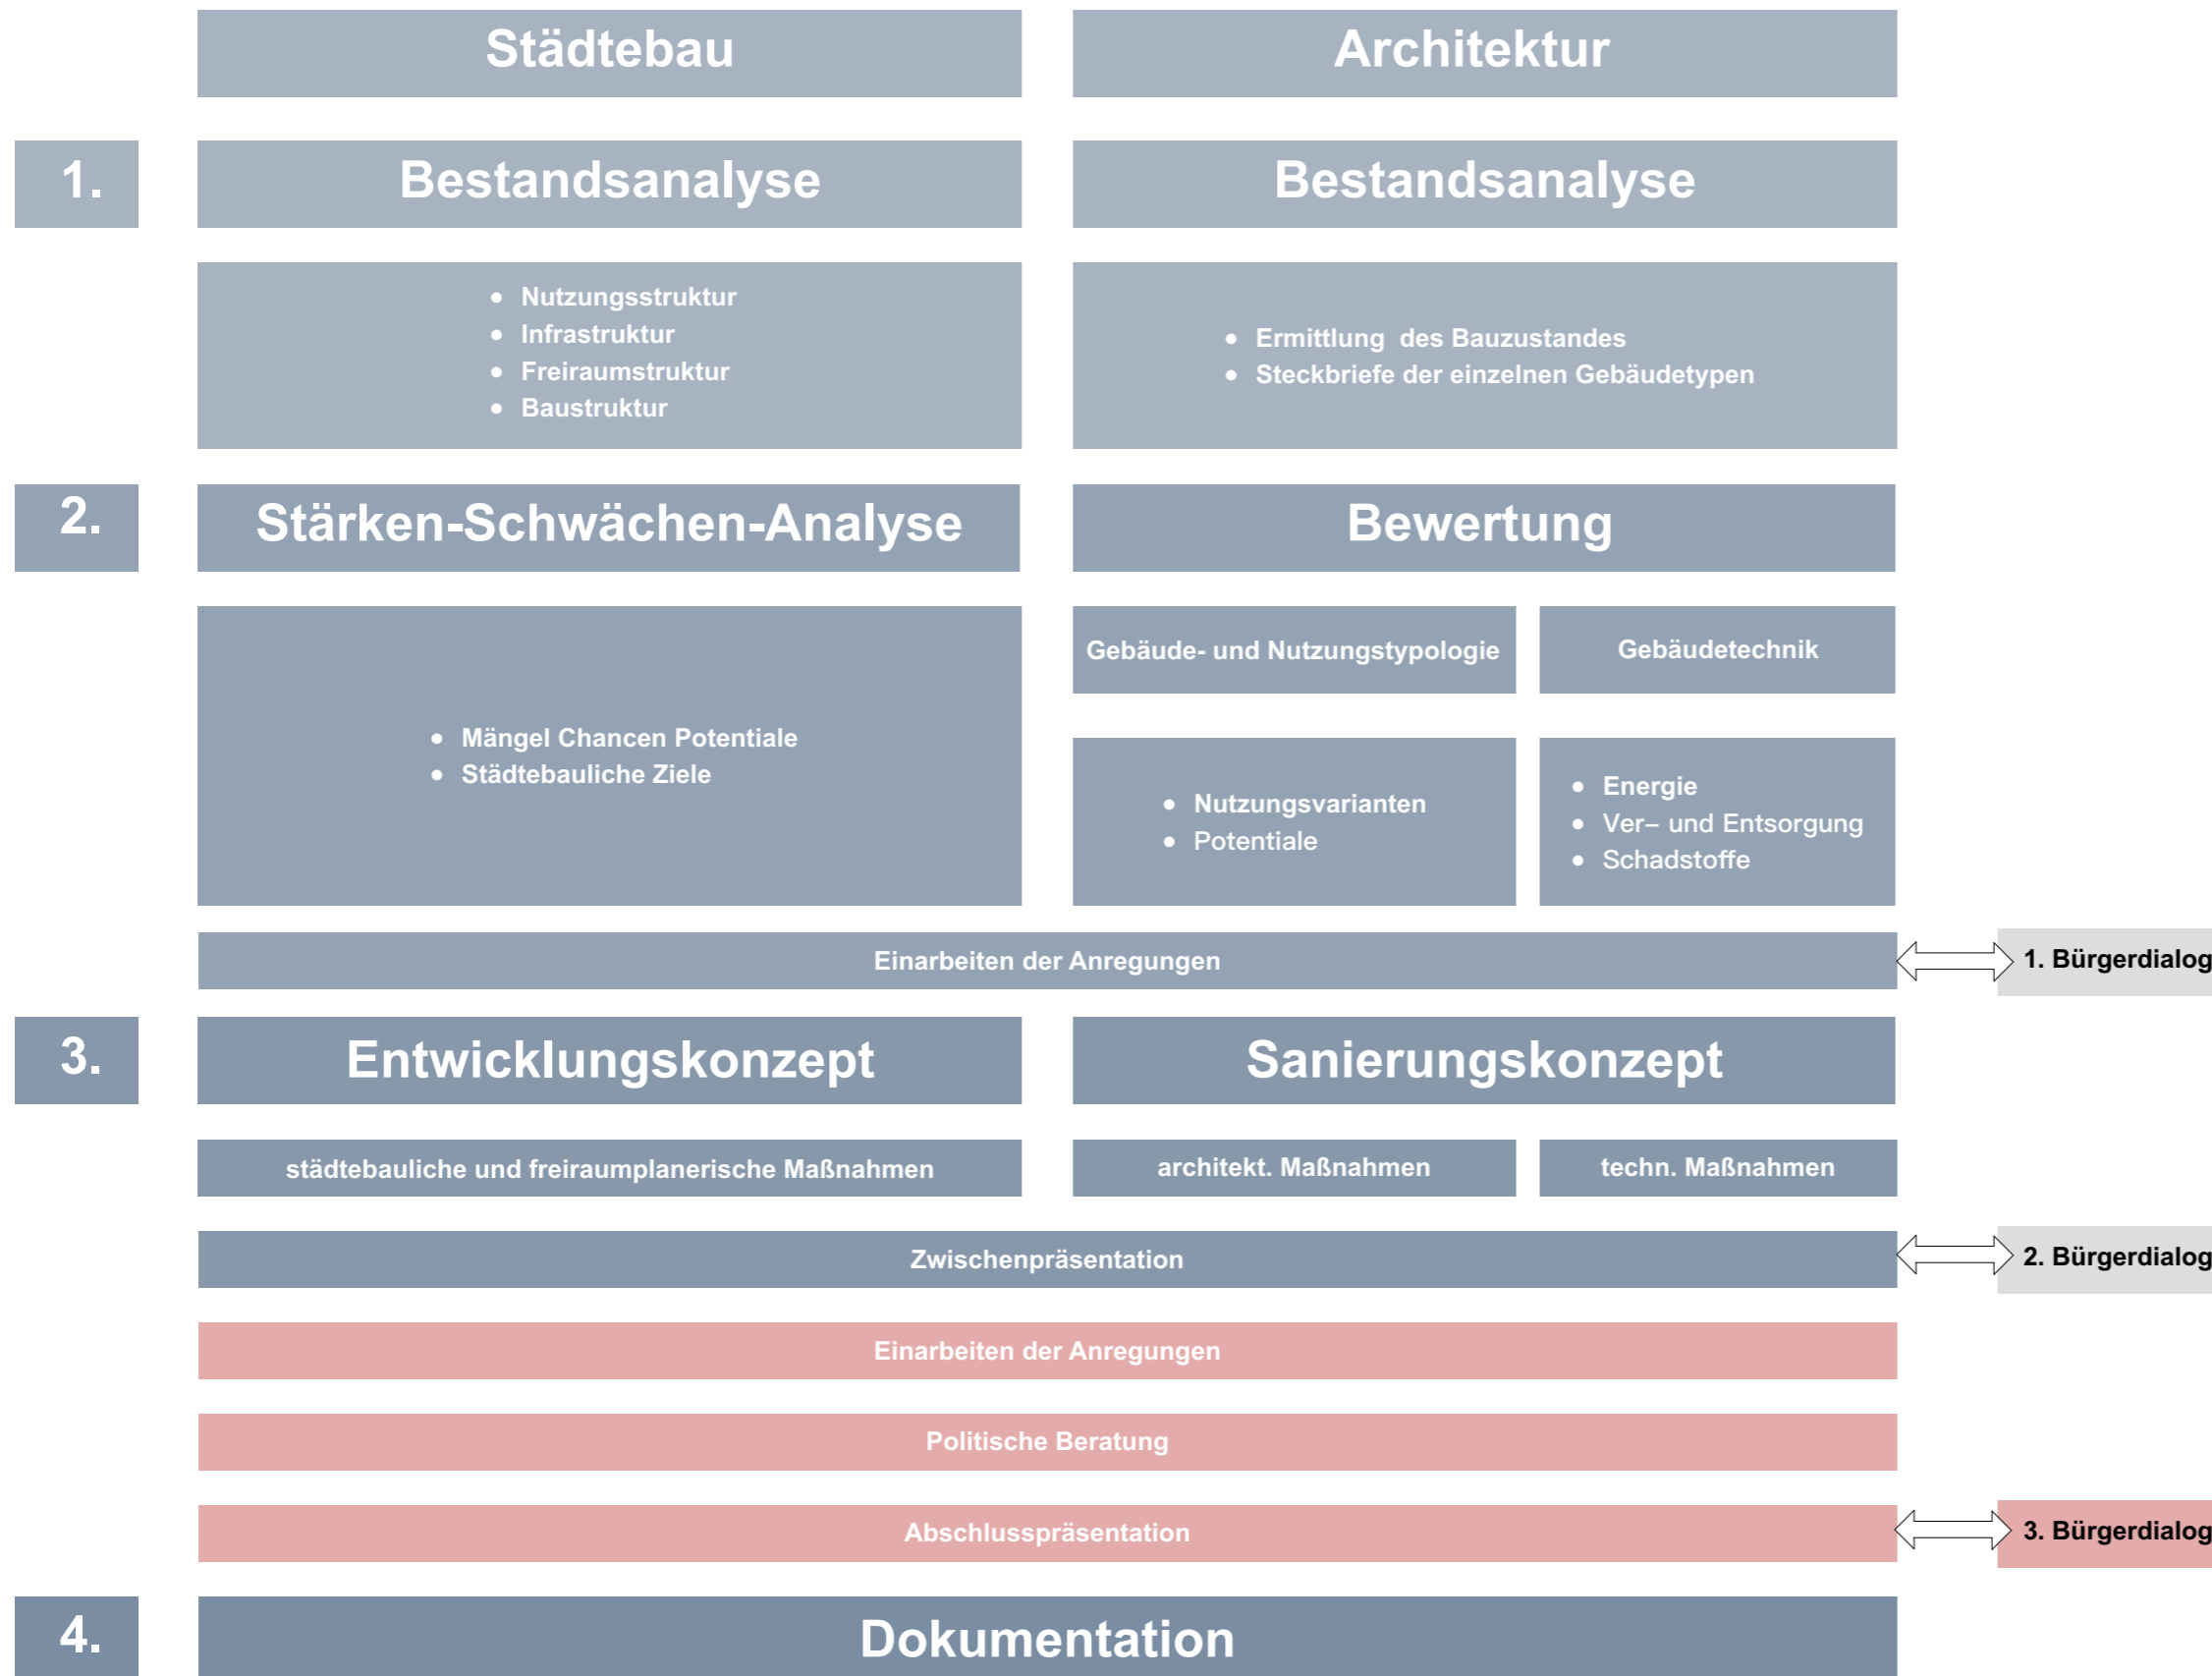 Städtebau
Architektur
1.
Bestandsanalyse
Bestandsanalyse
● Nutzungsstruktur
● Infrastruktur
● Freiraumstruktur
● Baustruktur
● Ermittlung des Bauzustandes
● Steckbriefe der einzelnen Gebäudetypen
2.
Stärken-Schwächen-Analyse
Bewertung
● Mängel Chancen Potentiale
● Städtebauliche Ziele
Gebäude- und Nutzungstypologie
Gebäudetechnik
● Nutzungsvarianten
● Potentiale
● Energie
● Ver– und Entsorgung
● Schadstoffe
Einarbeiten der Anregungen
1. Bürgerdialog
3.
Entwicklungskonzept
Sanierungskonzept
städtebauliche und freiraumplanerische Maßnahmen
architekt. Maßnahmen
techn. Maßnahmen
Zwischenpräsentation
2. Bürgerdialog
Einarbeiten der Anregungen
Politische Beratung
Abschlusspräsentation
3. Bürgerdialog
4.
Dokumentation